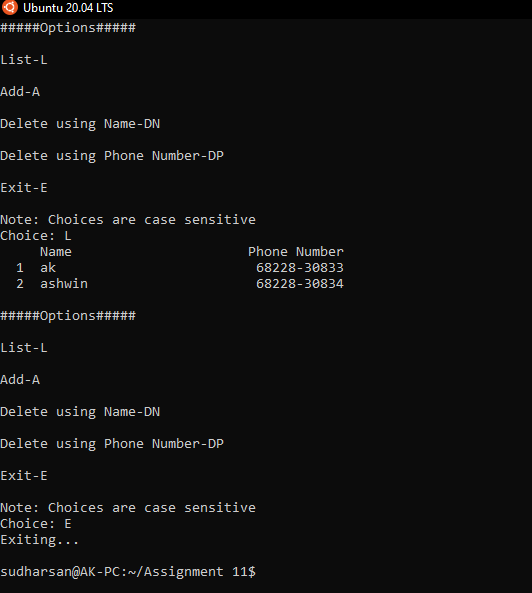 Ubuntu 20.04 LTS
#####Options#####
List-L
Add-A
Delete using Name-DN
Delete using Phone Number-DP
Exit-E
Note: Choices are case sensitive
Choice: L
Name Phone Number
1 ak 68228-30833
2 ashwin 68228-30834
#####Options#####
List-L
Add-A
Delete using Name-DN
Delete using Phone Number-DP
Exit-E
Note: Choices are case sensitive
Choice: E
Exiting...
sudharsan@AK-PC:~/Assignment 11$